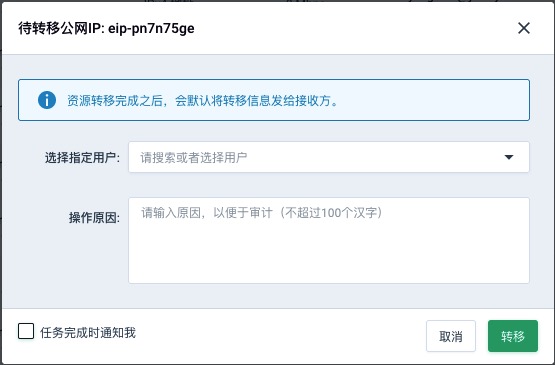 待转移公网IP: eip-pn7n75ge
资源转移完成之后，会默认将转移信息发给接收方。
选择指定用户:
请搜索或者选择用户
操作原因:
请输入原因，以便于审计（不超过100个汉字）
任务完成时通知我
取消
转移